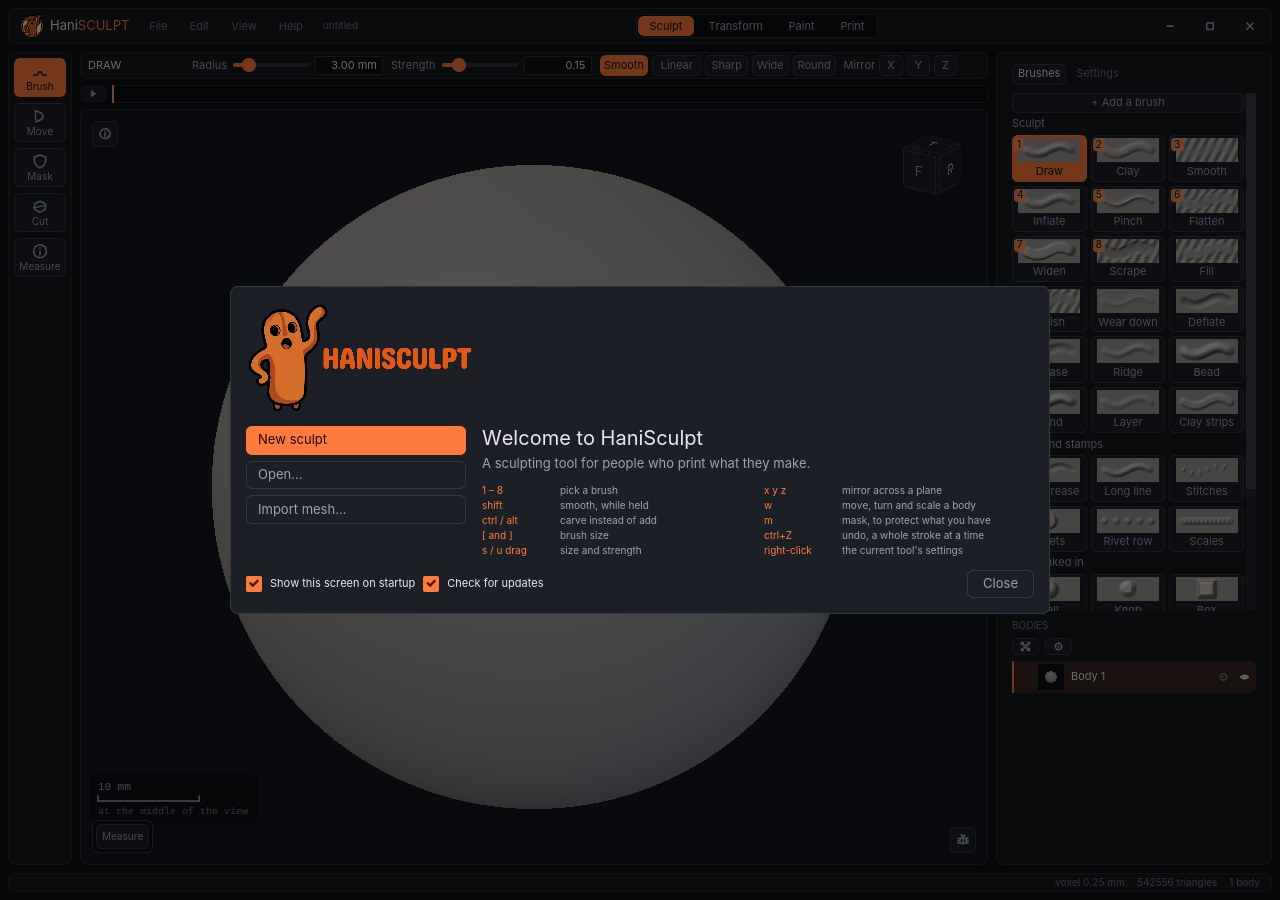 HaniSCULPT File Edit View Help untitled Sculpt Transform Paint Print
DRAW Radius 3.00 mm Strength 0.15 Smooth Linear Sharp Wide Round Mirror X Y Z
Brush
Move
Mask
Cut
Measure
F R
Brushes Settings
+ Add a brush
Sculpt
1 2 3
Draw Clay Smooth
4 5 6
Inflate Pinch Flatten
7 8
Widen Scrape Fill
Wear down Deflate
Ridge Bead
Layer Clay strips
stamps
Long line Stitches
Rivet row Scales
in
Knob Box
HANISCULPT
New sculpt
Open...
Import mesh...
Welcome to HaniSculpt
A sculpting tool for people who print what they make.
1 – 8 pick a brush x y z mirror across a plane
shift smooth, while held w move, turn and scale a body
ctrl / alt carve instead of add m mask, to protect what you have
[ and ] brush size ctrl+Z undo, a whole stroke at a time
s / u drag size and strength right-click the current tool's settings
Show this screen on startup Check for updates Close
BODIES
Body 1
10 mm
at the middle of the view
Measure
voxel 0.25 mm 542556 triangles 1 body